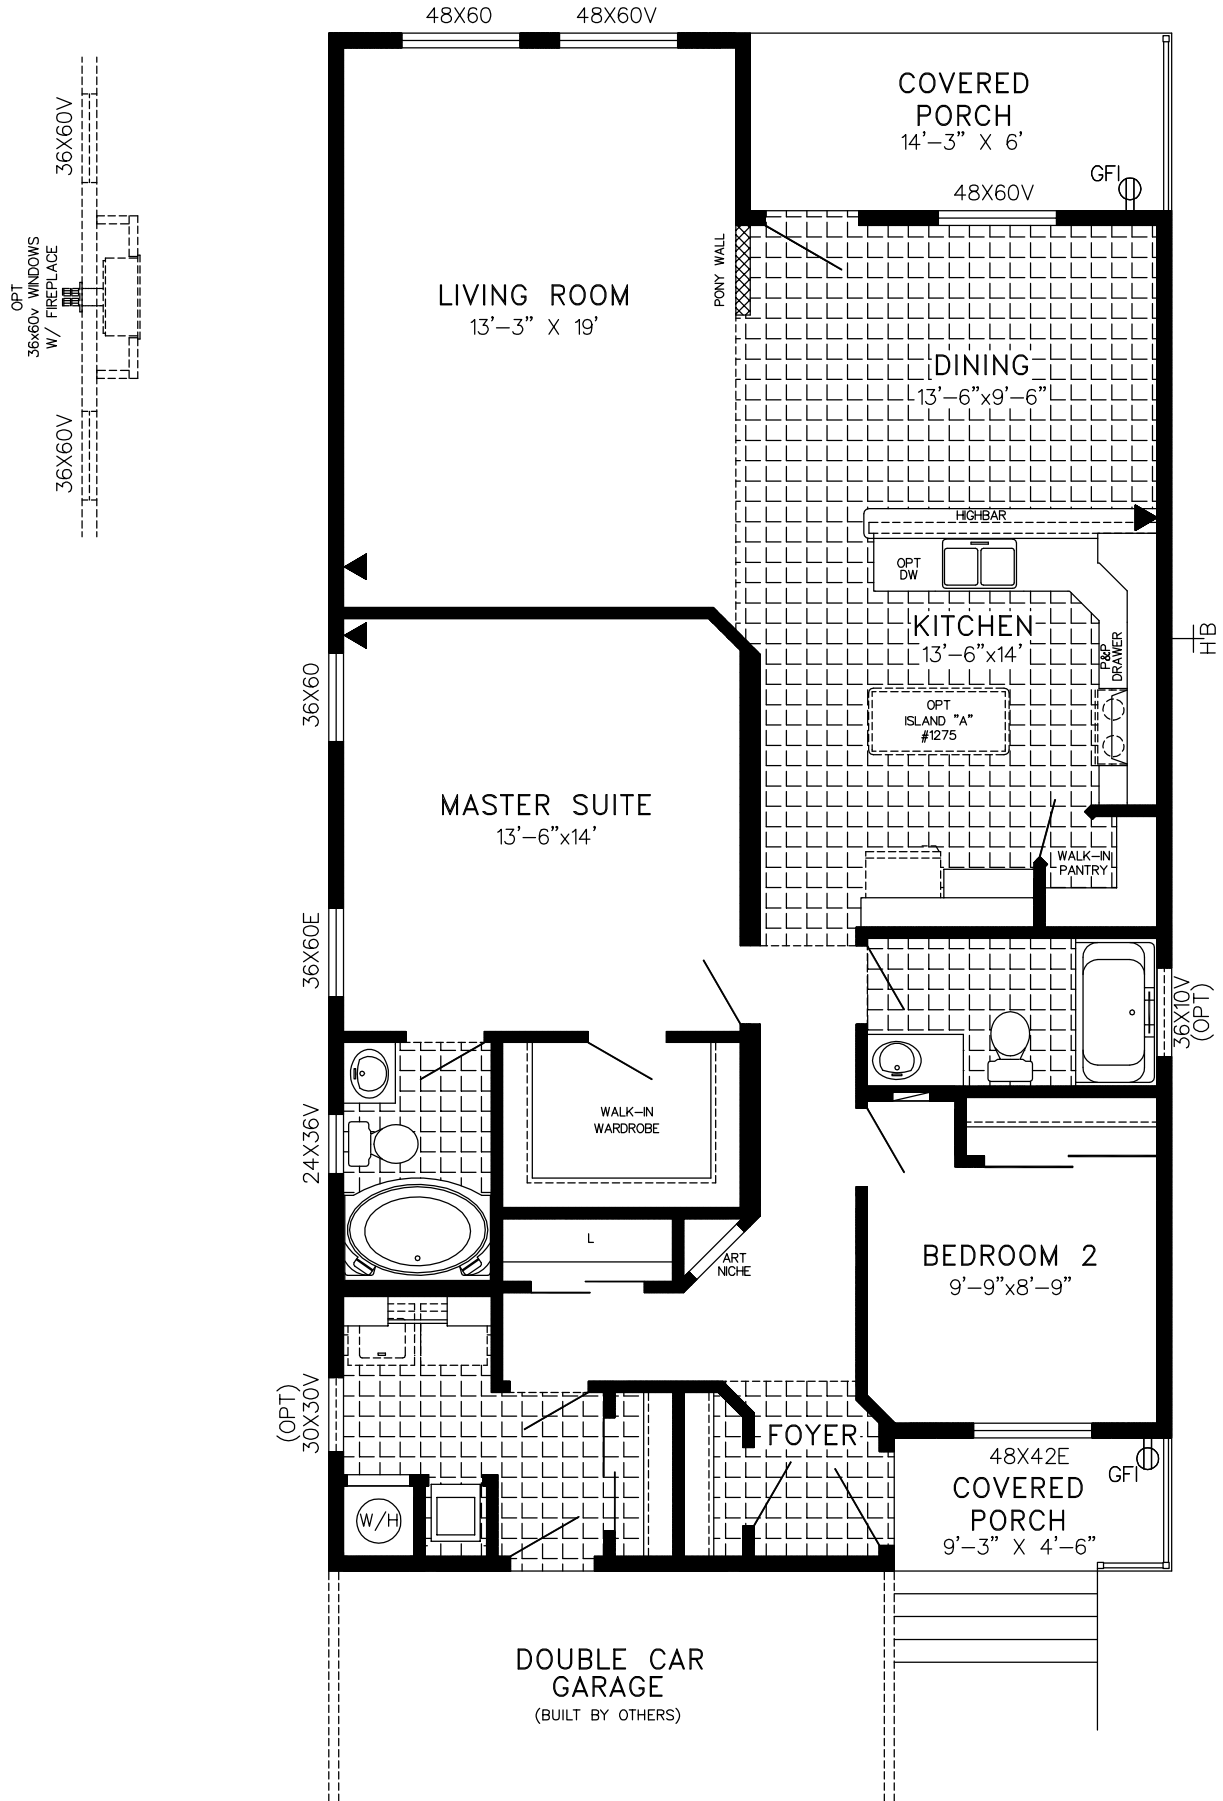 48X60
48X60V
COVERED
PORCH
14'-3" X 6'
GFI
48X60V
36X60V
OPT
36x60v WINDOWS
W/ FIREPLACE
36X60V
PONY WALL
LIVING ROOM
13'-3" X 19'
DINING
13'-6"x9'-6"
HIGHBAR
OPT
DW
KITCHEN
13'-6"x14'
P&P
DRAWER
HB
36X60
OPT
ISLAND "A"
#1275
MASTER SUITE
13'-6"x14'
WALK-IN
PANTRY
36X60E
36X10V
(OPT)
24X36V
WALK-IN
WARDROBE
L
ART
NICHE
BEDROOM 2
9'-9"x8'-9"
(OPT)
30X30V
FOYER
48X42E
GFI
COVERED
PORCH
9'-3" X 4'-6"
W/H
DOUBLE CAR
GARAGE
(BUILT BY OTHERS)